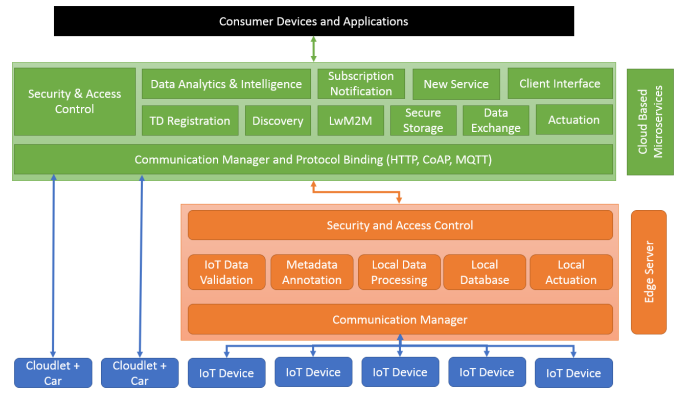 Consumer Devices and Applications
Security & Access
Control
Data Analytics & Intelligence
Subscription
Notification
New Service
Client Interface
TD Registration
Discovery
LwM2M
Secure
Storage
Data
Exchange
Actuation
Communication Manager and Protocol Binding (HTTP, CoAP, MQTT)
Cloud Based
Microservices
Security and Access Control
IoT Data
Validation
Metadata
Annotation
Local Data
Processing
Local
Database
Local
Actuation
Communication Manager
Edge Server
Cloudlet +
Car
Cloudlet +
Car
IoT Device
IoT Device
IoT Device
IoT Device
IoT Device